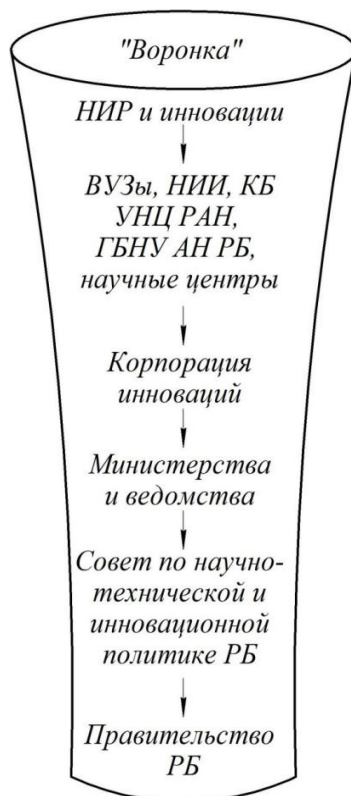 "Воронка"
НИР и инновации
ВУЗы, НИИ, КБ
УНЦ РАН,
ГБНУ АН РБ,
научные центры
Корпорация
инноваций
Министерства
и ведомства
Совет по научно-
технической и
инновационной
политике РБ
Правительство
РБ